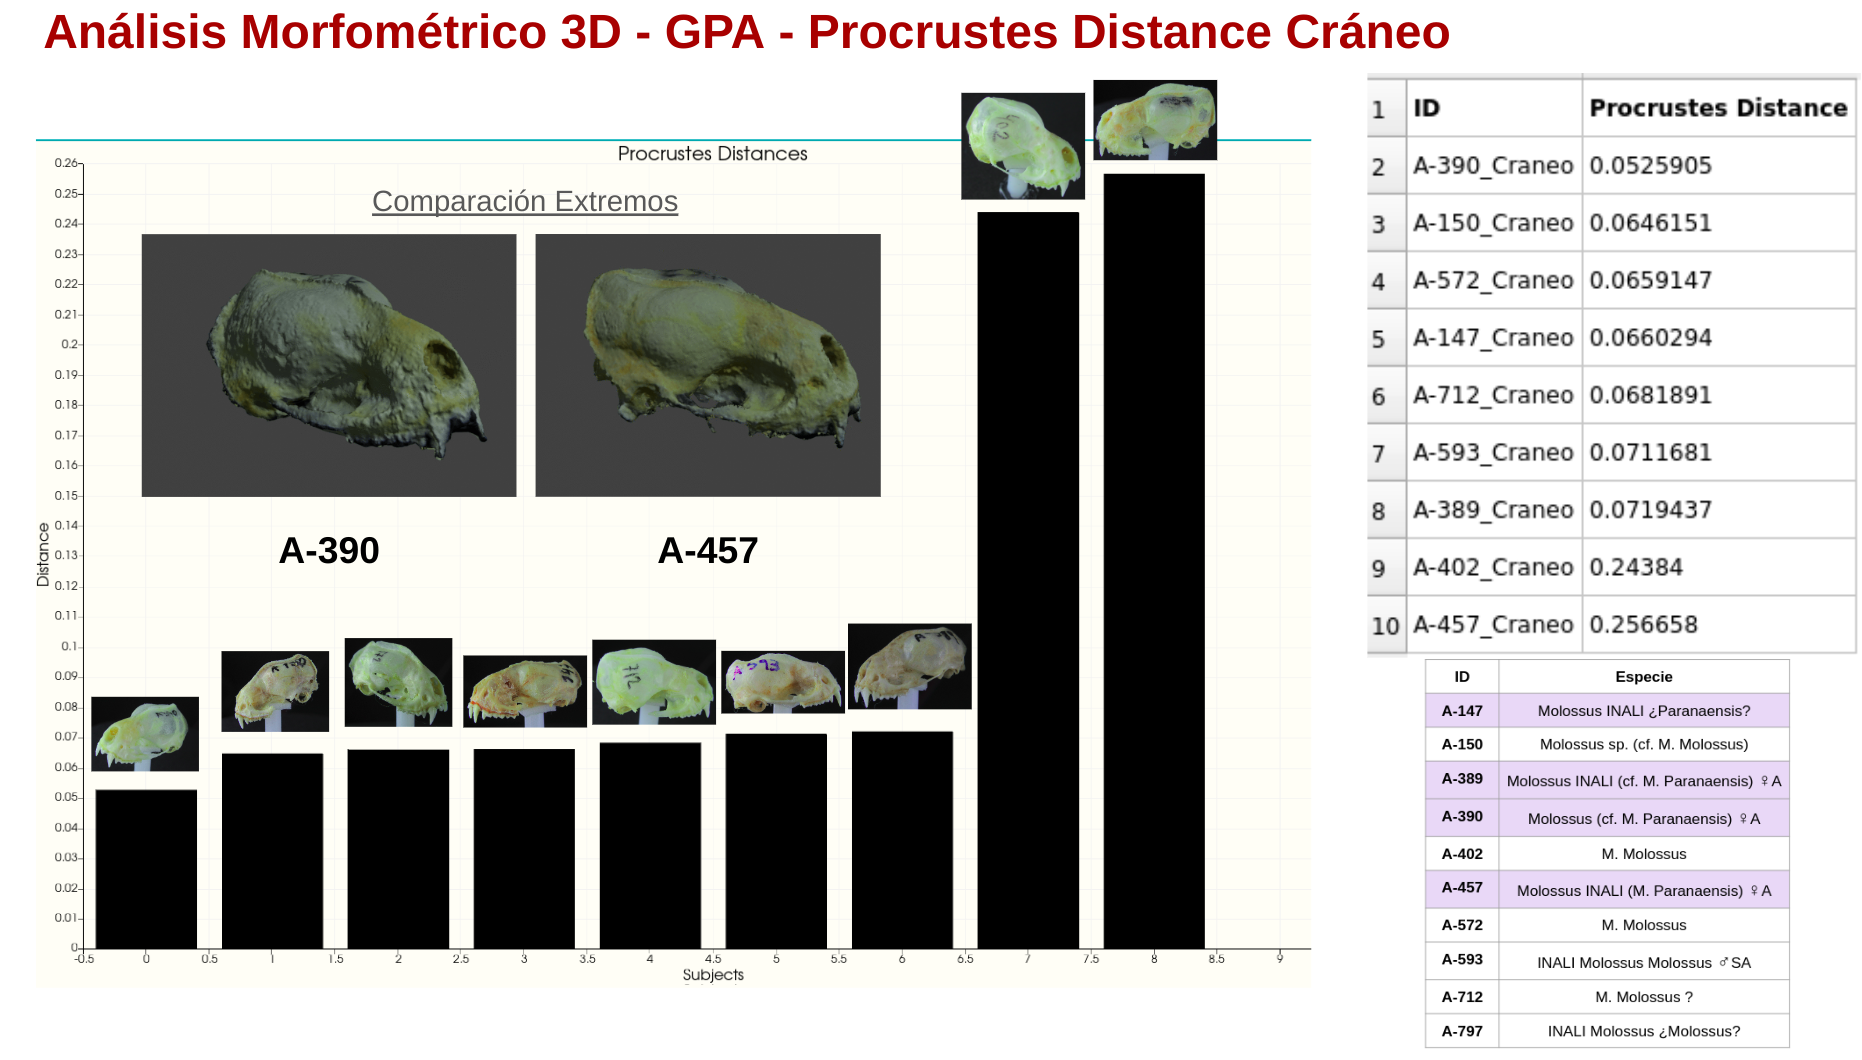 Análisis Morfométrico 3D - GPA - Procrustes Distance Cráneo
Procrustes Distances
Comparación Extremos
A-390
A-457
Distance
0.26
0.25
0.24
0.23
0.22
0.21
0.2
0.19
0.18
0.17
0.16
0.15
0.14
0.13
0.12
0.11
0.1
0.09
0.08
0.07
0.06
0.05
0.04
0.03
0.02
0.01
0
-0.5 0 0.5 1 1.5 2 2.5 3 3.5 4 4.5 5 5.5 6 6.5 7 7.5 8 8.5 9
Subjects
402
712
1 ID Procrustes Distance
2 A-390_Craneo 0.0525905
3 A-150_Craneo 0.0646151
4 A-572_Craneo 0.0659147
5 A-147_Craneo 0.0660294
6 A-712_Craneo 0.0681891
7 A-593_Craneo 0.0711681
8 A-389_Craneo 0.0719437
9 A-402_Craneo 0.24384
10 A-457_Craneo 0.256658
ID Especie
A-147 Molossus INALI ¿Paranaensis?
A-150 Molossus sp. (cf. M. Molossus)
A-389 Molossus INALI (cf. M. Paranaensis) ♀A
A-390 Molossus (cf. M. Paranaensis) ♀A
A-402 M. Molossus
A-457 Molossus INALI (M. Paranaensis) ♀A
A-572 M. Molossus
A-593 INALI Molossus Molossus ♂SA
A-712 M. Molossus ?
A-797 INALI Molossus ¿Molossus?